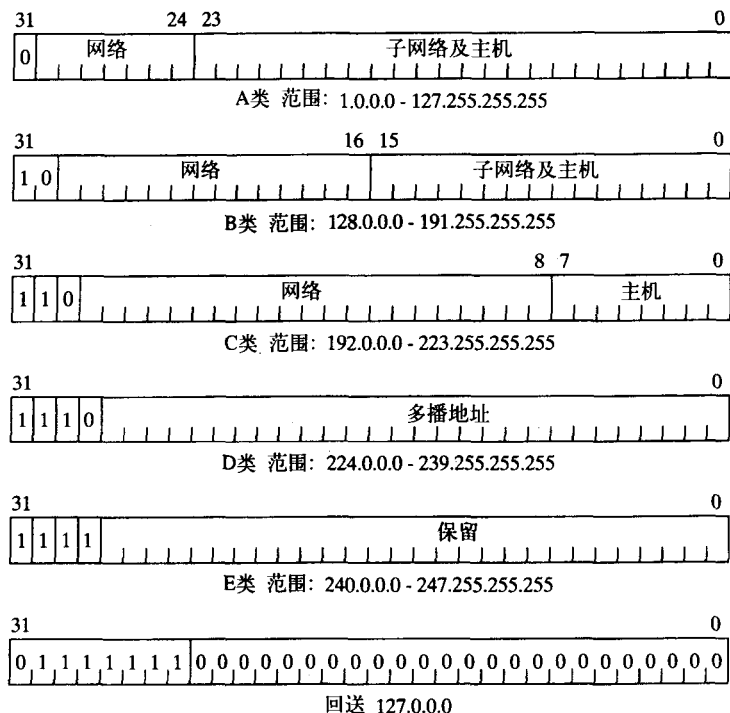 31 24 23 0
0 网络 子网络及主机
A类 范围: 1.0.0.0 - 127.255.255.255
31 16 15 0
1 0 网络 子网络及主机
B类 范围: 128.0.0.0 - 191.255.255.255
31 8 7 0
1 1 0 网络 主机
C类 范围: 192.0.0.0 - 223.255.255.255
31 0
1 1 1 0 多播地址
D类 范围: 224.0.0.0 - 239.255.255.255
31 0
1 1 1 1 保留
E类 范围: 240.0.0.0 - 247.255.255.255
31 0
0 1 1 1 1 1 1 1 0 0 0 0 0 0 0 0 0 0 0 0 0 0 0 0 0 0 0 0 0 0 0 0
回送 127.0.0.0